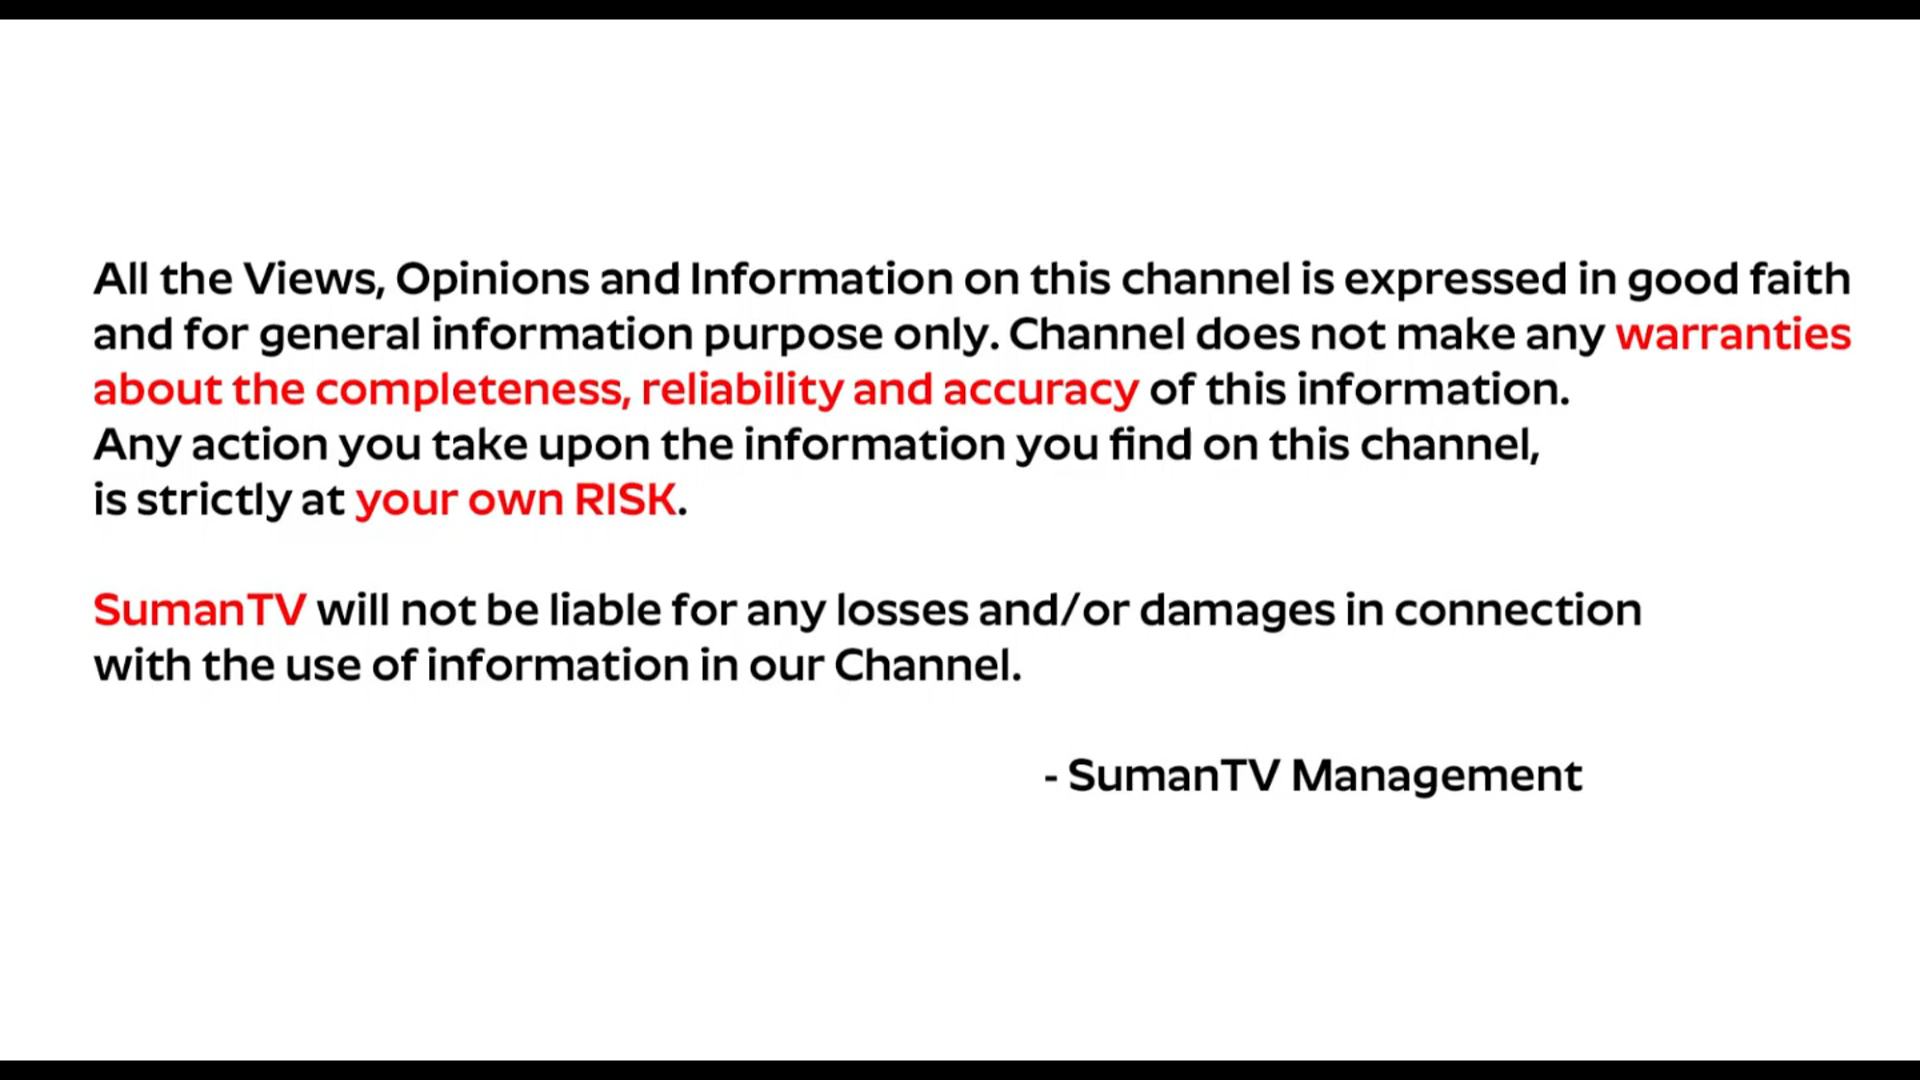 All the Views, Opinions and Information on this channel is expressed in good faith
and for general information purpose only. Channel does not make any warranties
about the completeness, reliability and accuracy of this information.
Any action you take upon the information you find on this channel,
is strictly at your own RISK.
SumanTV will not be liable for any losses and/or damages in connection
with the use of information in our Channel.
- SumanTV Management